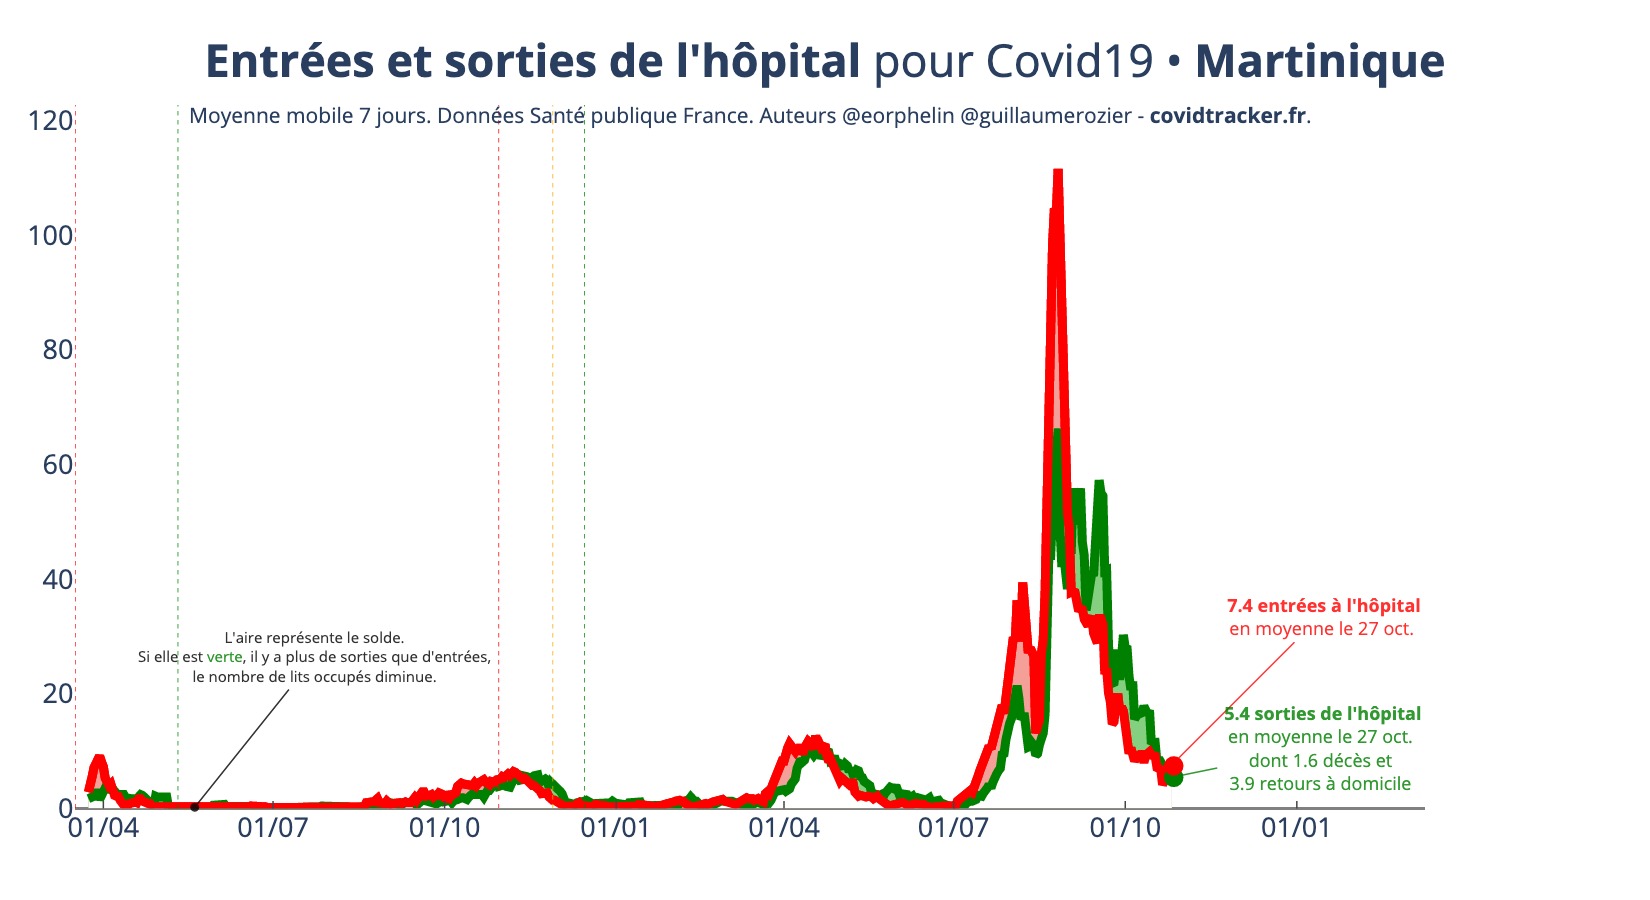 Entrées et sorties de l'hôpital pour Covid19 • Martinique
Moyenne mobile 7 jours. Données Santé publique France. Auteurs @eorphelin @guillaumerozier - covidtracker.fr.
120
100
80
60
40
20
0
L'aire représente le solde.
Si elle est verte, il y a plus de sorties que d'entrées,
le nombre de lits occupés diminue.
7.4 entrées à l'hôpital
en moyenne le 27 oct.
5.4 sorties de l'hôpital
en moyenne le 27 oct.
dont 1.6 décès et
3.9 retours à domicile
01/04
01/07
01/10
01/01
01/04
01/07
01/10
01/01